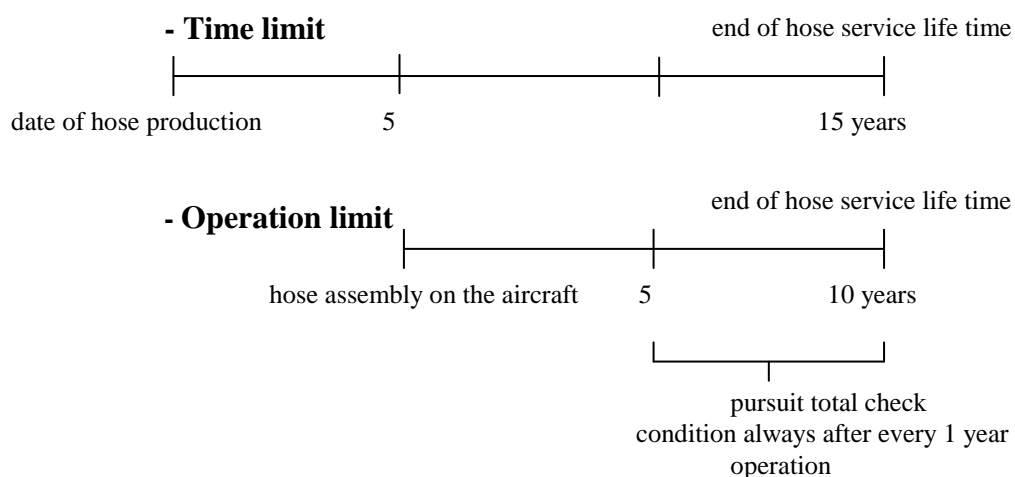 - Time limit
end of hose service life time
date of hose production
5
15 years
- Operation limit
end of hose service life time
hose assembly on the aircraft
5
10 years
pursuit total check
condition always after every 1 year
operation